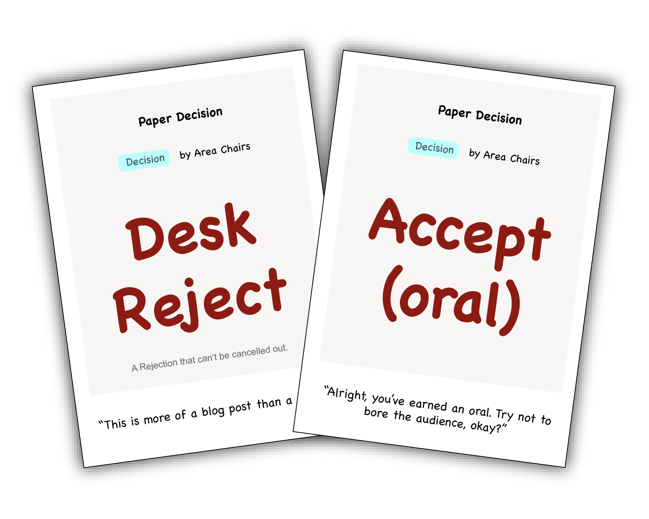 Paper Decision
Decision by Area Chairs
Desk
Reject
A Rejection that can't be cancelled out.
"This is more of a blog post than a
Paper Decision
Decision by Area Chairs
Accept
(oral)
"Alright, you've earned an oral. Try not to
bore the audience, okay?"